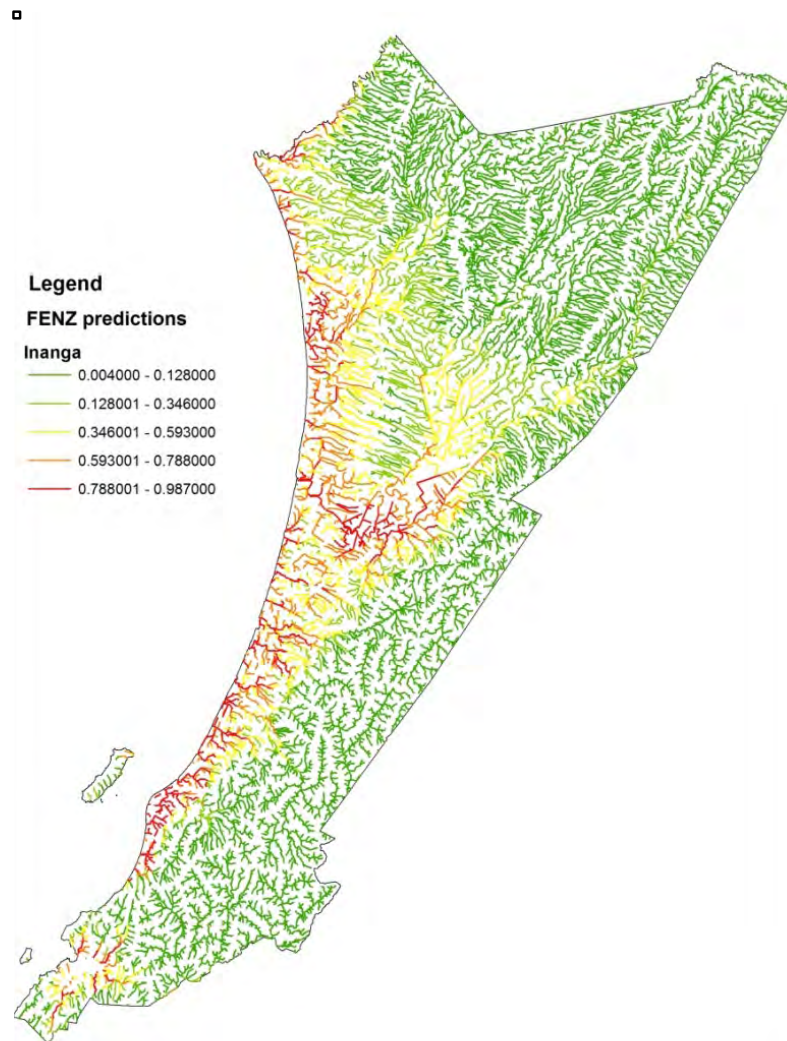 Legend
FENZ predictions
Inanga
0.004000 - 0.128000
0.128001 - 0.346000
0.346001 - 0.593000
0.593001 - 0.788000
0.788001 - 0.987000